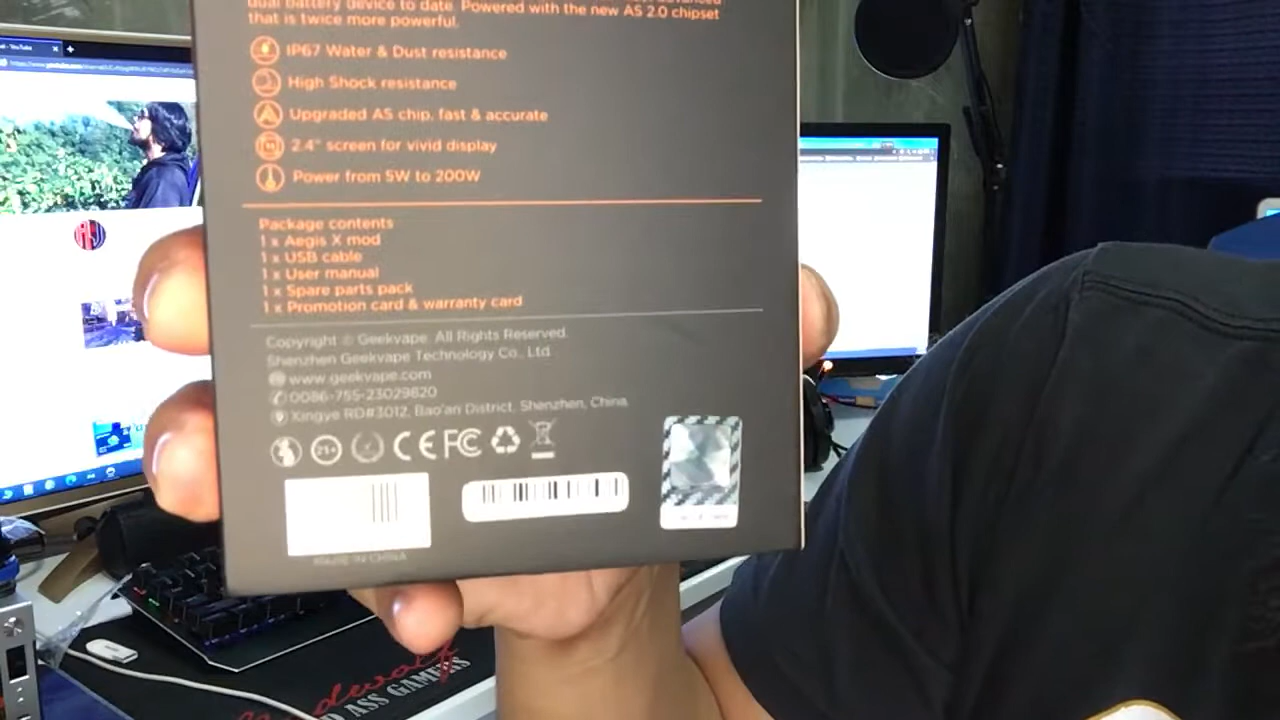 dual battery device to date. Powered with the new AS 2.0 chipset
that is twice more powerful.
IP67 Water & Dust resistance
High Shock resistance
Upgraded AS chip, fast & accurate
2.4" screen for vivid display
Power from 5W to 200W
Package contents
1 x Aegis X mod
1 x USB cable
1 x User manual
1 x Spare parts pack
1 x Promotion card & warranty card
Copyright © Geekvape. All Rights Reserved.
Shenzhen Geekvape Technology Co., Ltd.
www.geekvape.com
0086-755-23029820
Xingye RD#3012, Bao'an District, Shenzhen, China
21+
CE FC
MADE IN CHINA
ASS GAMERS